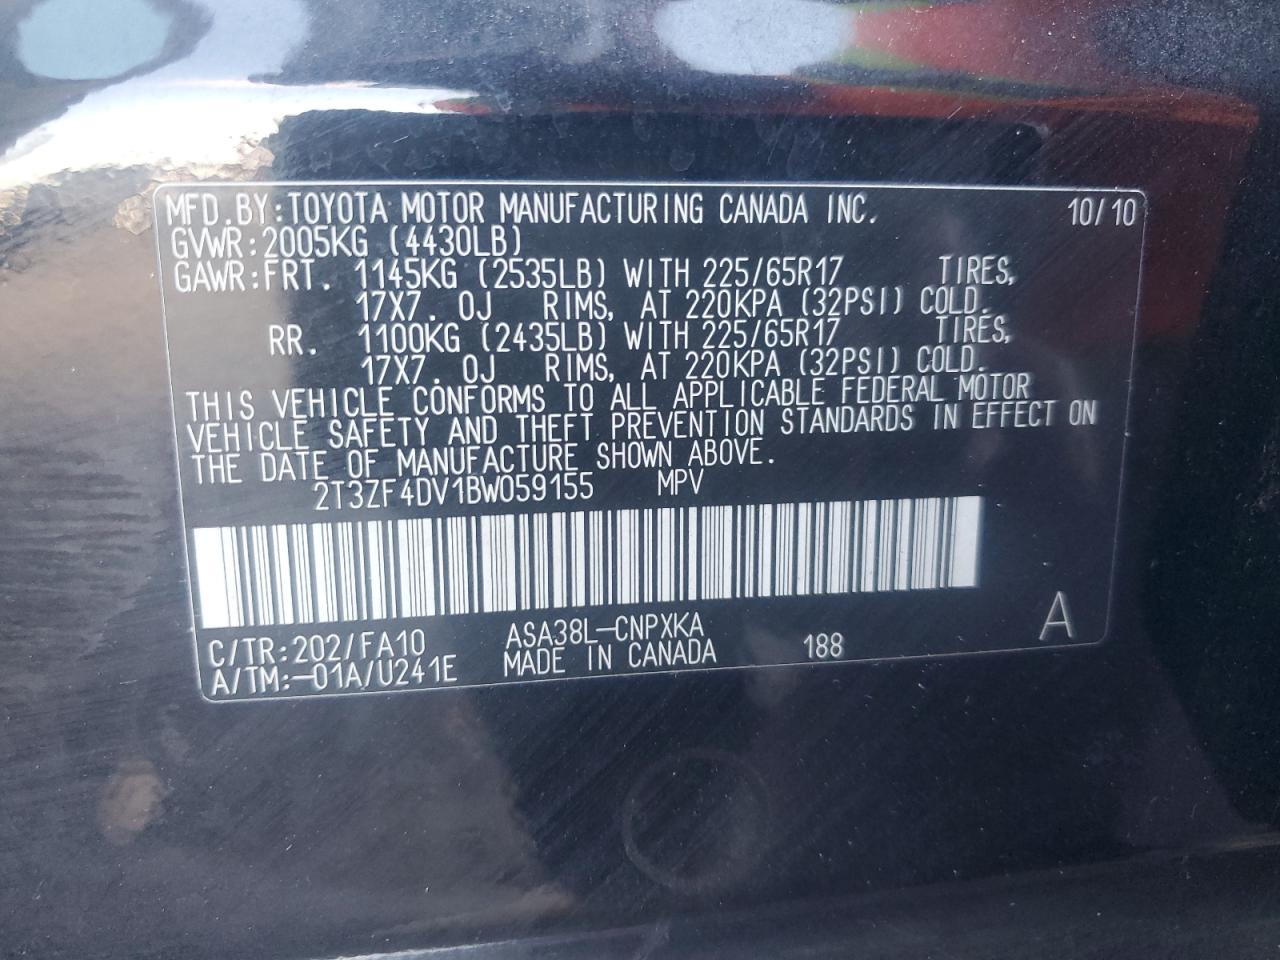 MFD. BY: TOYOTA MOTOR MANUFACTURING CANADA INC. 10/10
GVWR: 2005KG (4430LB)
GAWR: FRT. 1145KG (2535LB) WITH 225/65R17 TIRES,
17X7. 0J RIMS, AT 220KPA (32PSI) COLD.
RR. 1100KG (2435LB) WITH 225/65R17 TIRES,
17X7. 0J RIMS, AT 220KPA (32PSI) COLD.
THIS VEHICLE CONFORMS TO ALL APPLICABLE FEDERAL MOTOR
VEHICLE SAFETY AND THEFT PREVENTION STANDARDS IN EFFECT ON
THE DATE OF MANUFACTURE SHOWN ABOVE.
2T3ZF4DV1BW059155 MPV
C/TR: 202/FA10 ASA38L-CNPXKA 188 A
A/TM:-01A/U241E MADE IN CANADA